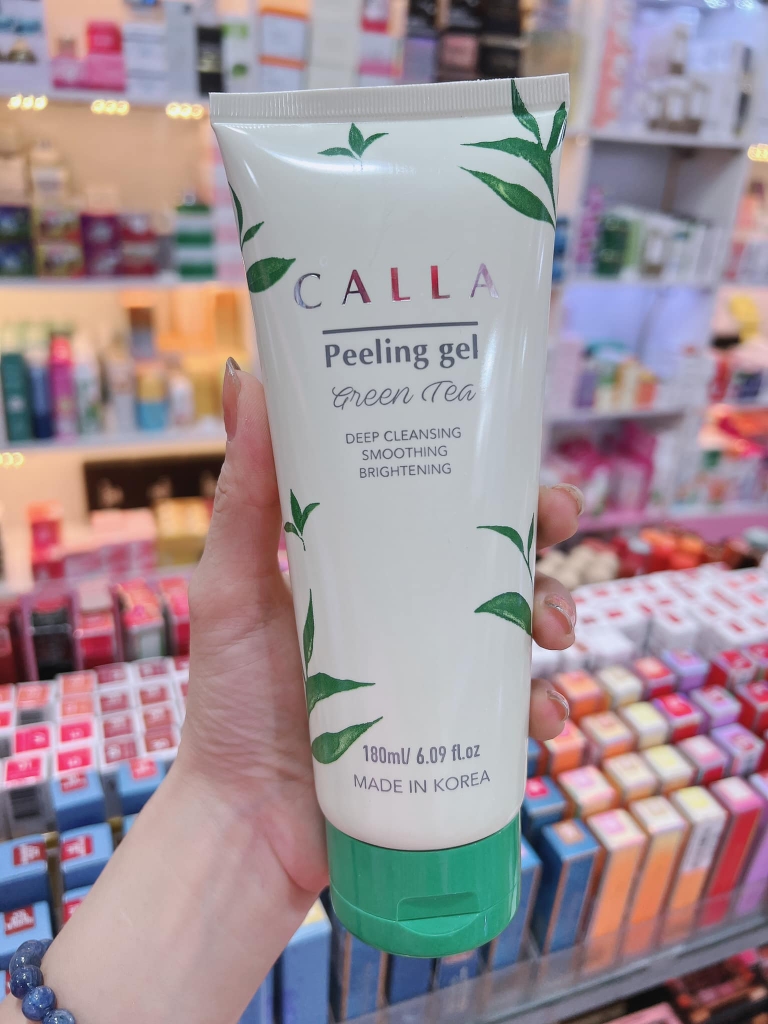 CALLA
Peeling gel
Green Tea
DEEP CLEANSING
SMOOTHING
BRIGHTENING
180ml/ 6.09 fl.oz
MADE IN KOREA